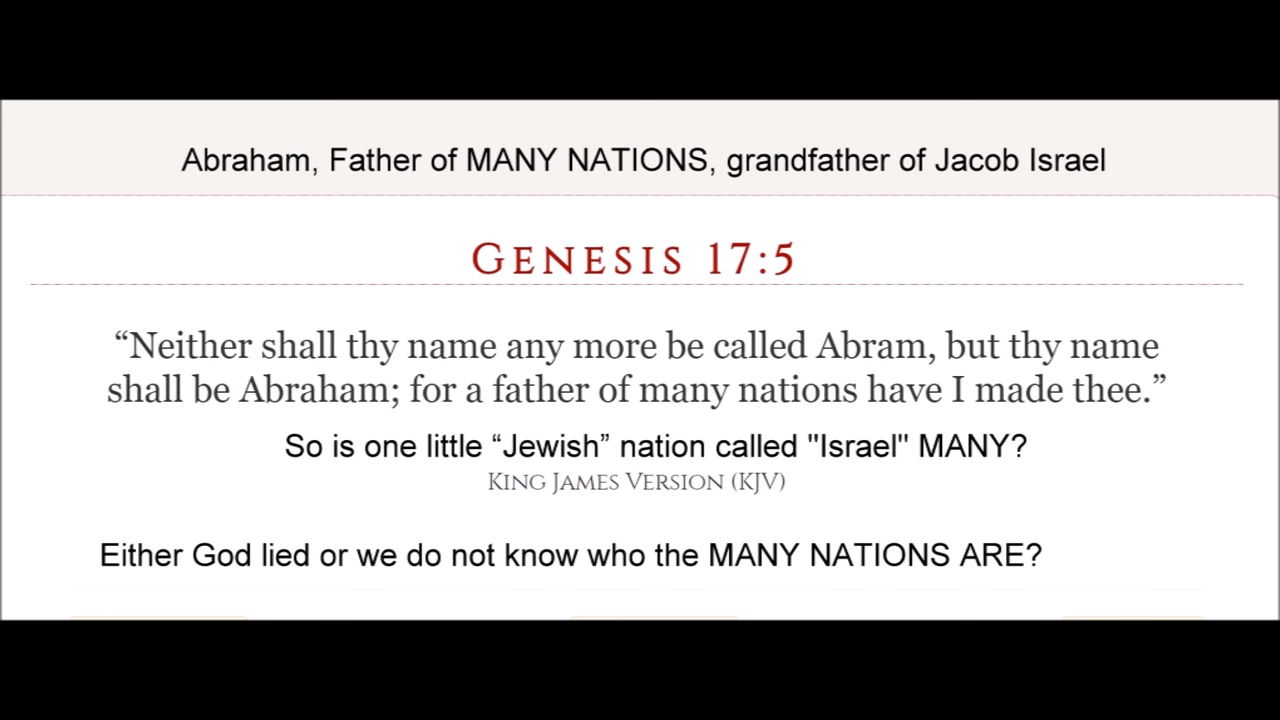 Abraham, Father of MANY NATIONS, grandfather of Jacob Israel
GENESIS 17:5
“Neither shall thy name any more be called Abram, but thy name
shall be Abraham; for a father of many nations have I made thee.”
So is one little “Jewish” nation called "Israel" MANY?
KING JAMES VERSION (KJV)
Either God lied or we do not know who the MANY NATIONS ARE?